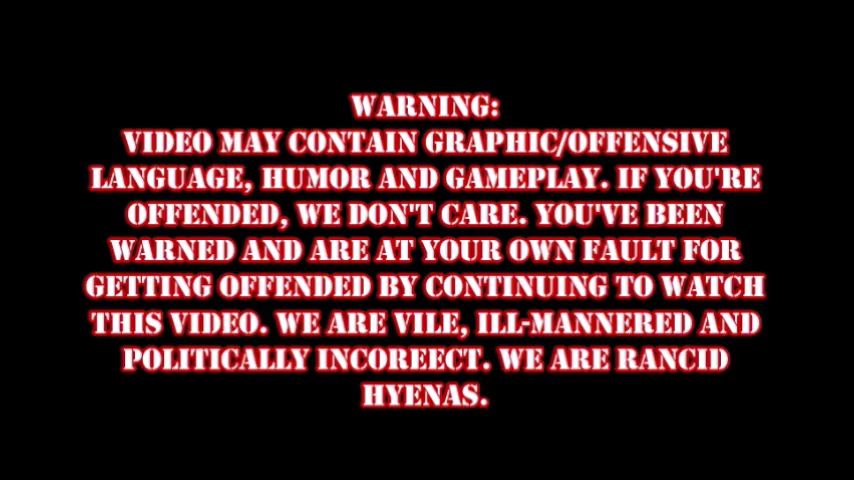 WARNING:
VIDEO MAY CONTAIN GRAPHIC/OFFENSIVE
LANGUAGE, HUMOR AND GAMEPLAY. IF YOU'RE
OFFENDED, WE DON'T CARE. YOU'VE BEEN
WARNED AND ARE AT YOUR OWN FAULT FOR
GETTING OFFENDED BY CONTINUING TO WATCH
THIS VIDEO. WE ARE VILE, ILL-MANNERED AND
POLITICALLY INCOREECT. WE ARE RANCID
HYENAS.